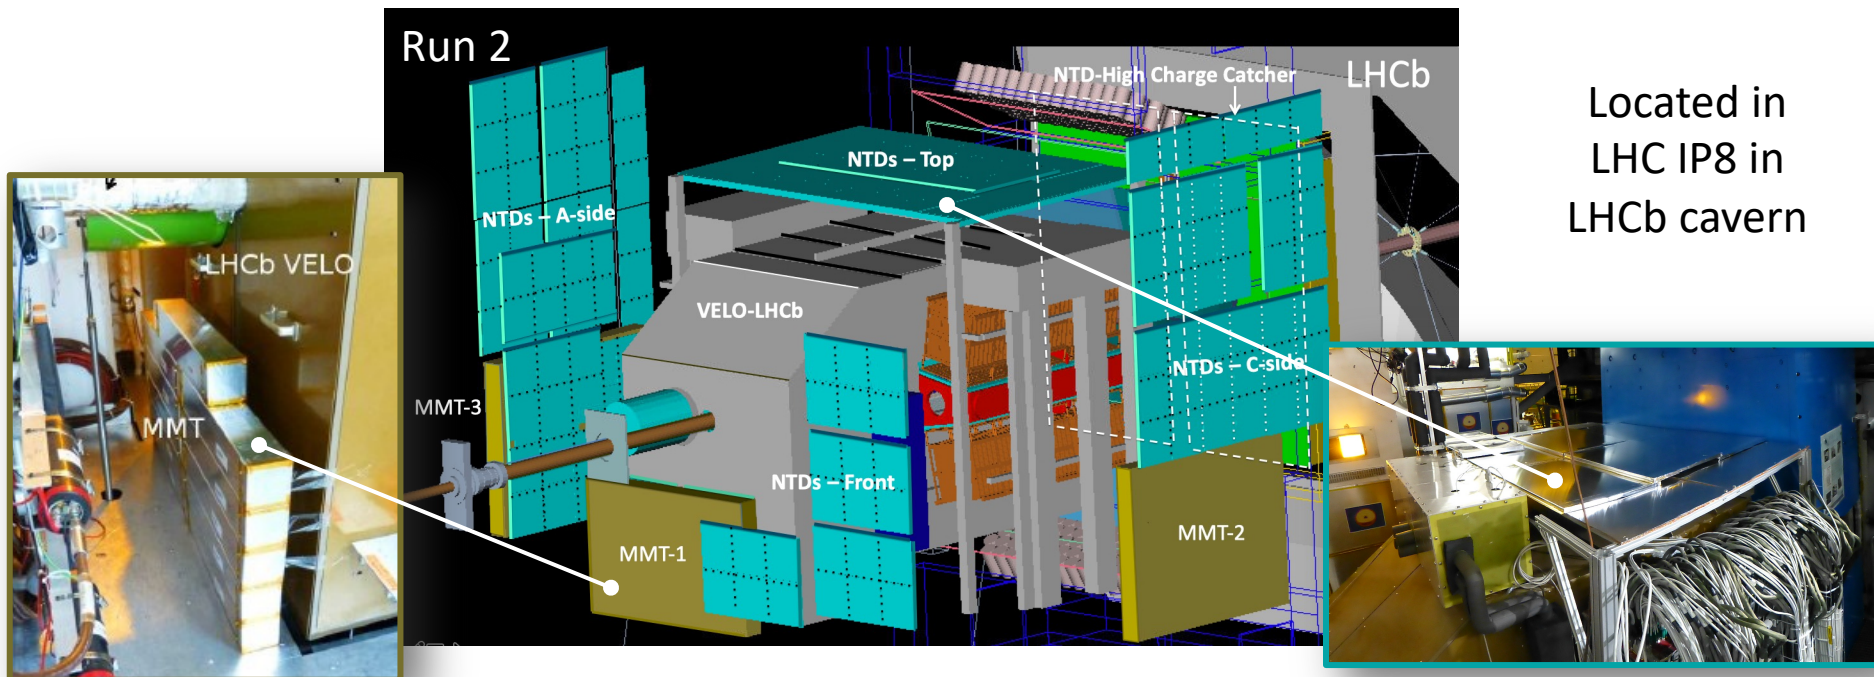 Run 2
NTD-High Charge Catcher
LHCb
NTDs – Top
NTDs – A-side
VELO-LHCb
NTDs – C-side
MMT-3
NTDs – Front
MMT-1
MMT-2
LHCb VELO
MMT
Located in
LHC IP8 in
LHCb cavern